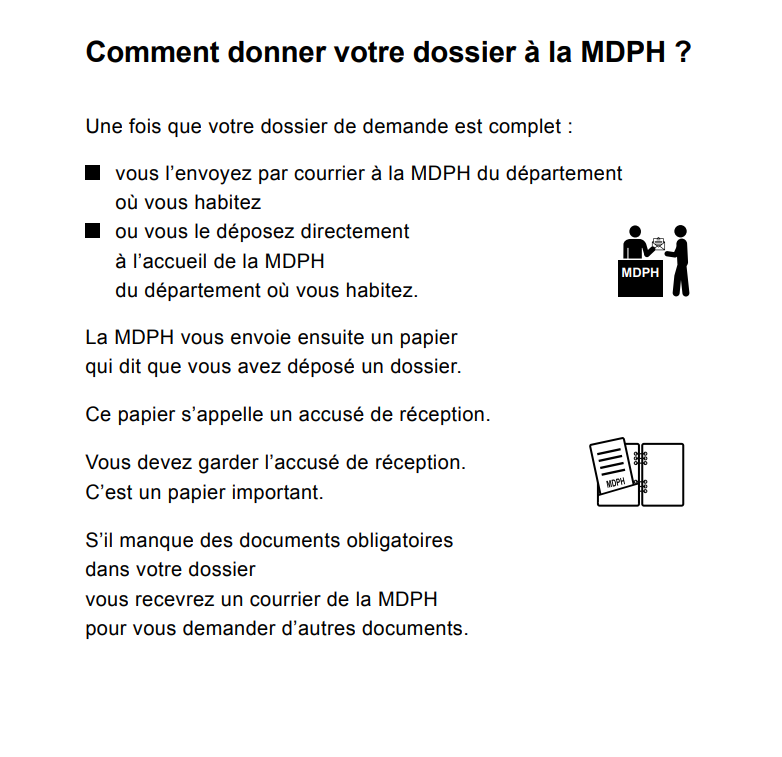 Comment donner votre dossier à la MDPH ?
Une fois que votre dossier de demande est complet :
vous l’envoyez par courrier à la MDPH du département
où vous habitez
ou vous le déposez directement
à l’accueil de la MDPH
du département où vous habitez.
MDPH
La MDPH vous envoie ensuite un papier
qui dit que vous avez déposé un dossier.
Ce papier s’appelle un accusé de réception.
Vous devez garder l’accusé de réception.
C’est un papier important.
MDPH
S’il manque des documents obligatoires
dans votre dossier
vous recevrez un courrier de la MDPH
pour vous demander d’autres documents.